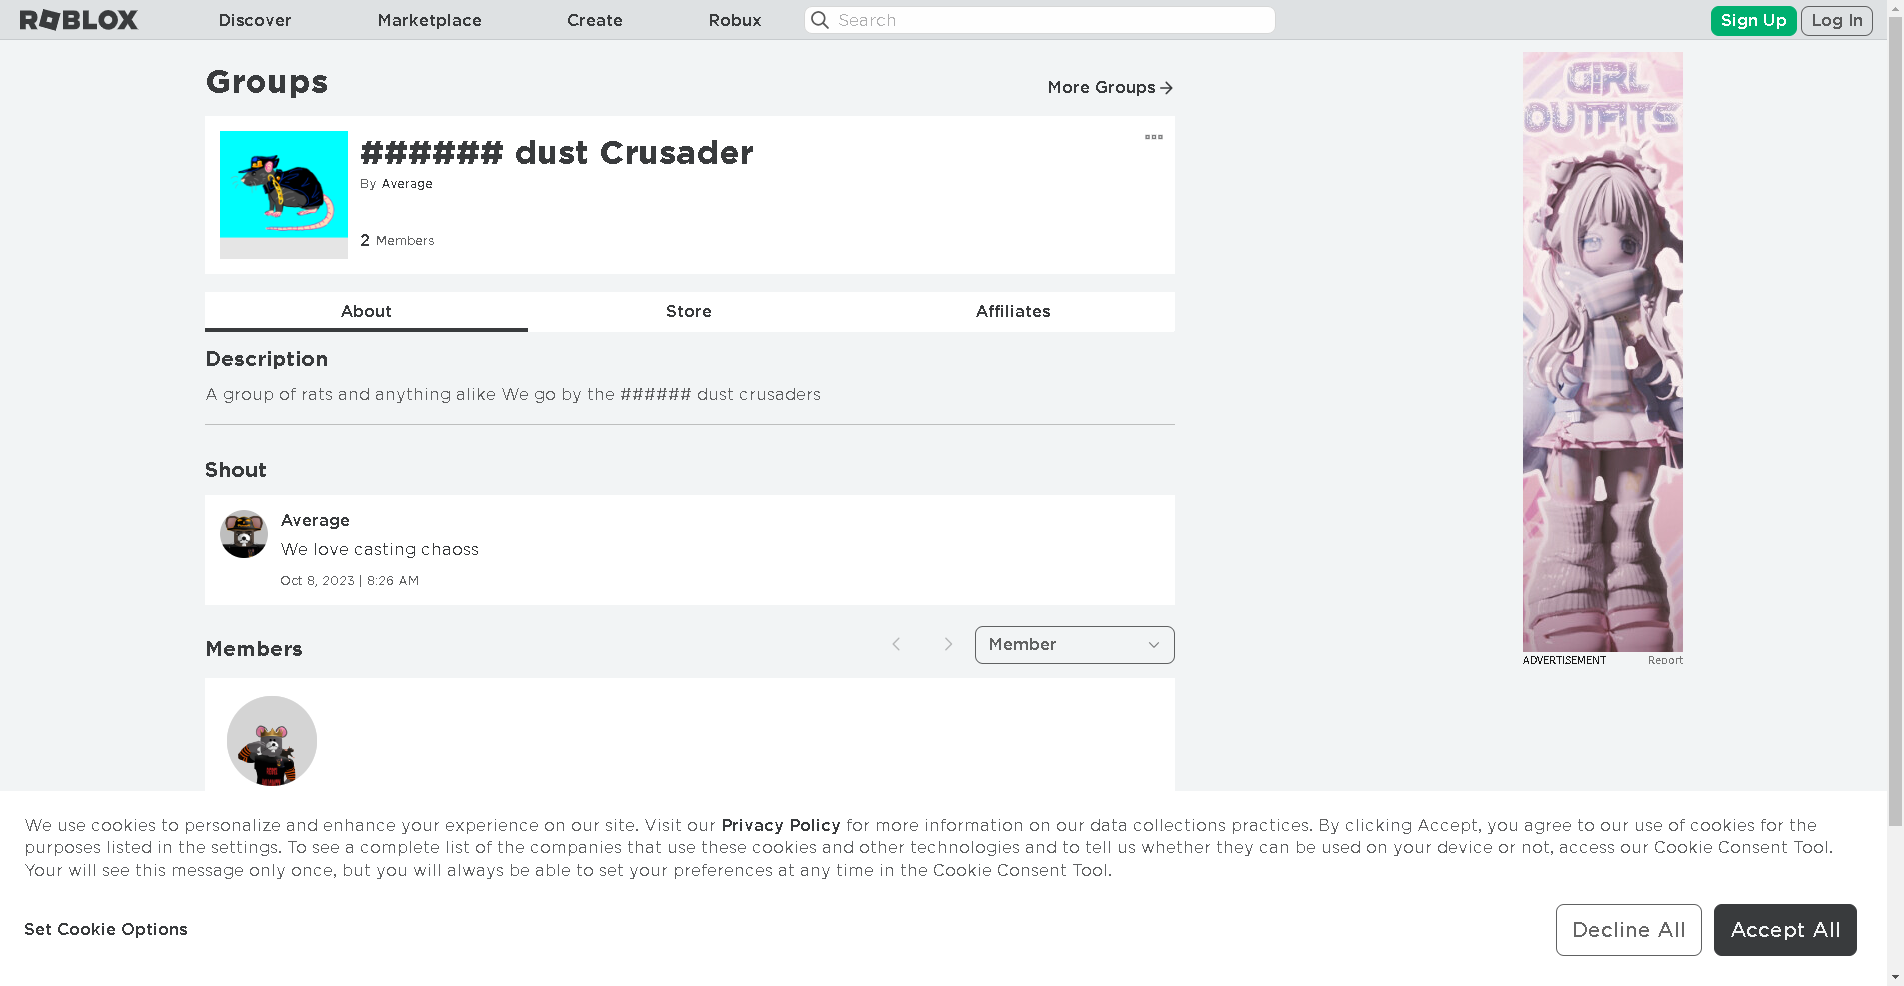 ROBLOX
Discover
Marketplace
Create
Robux
Search
Sign Up
Log In
Groups
More Groups
###### dust Crusader
By Average
2 Members
About
Store
Affiliates
Description
A group of rats and anything alike We go by the ###### dust crusaders
Shout
Average
We love casting chaoss
Oct 8, 2023 | 8:26 AM
Members
Member
GIRL
OUTFITS
ADVERTISEMENT
Report
We use cookies to personalize and enhance your experience on our site. Visit our Privacy Policy for more information on our data collections practices. By clicking Accept, you agree to our use of cookies for the
purposes listed in the settings. To see a complete list of the companies that use these cookies and other technologies and to tell us whether they can be used on your device or not, access our Cookie Consent Tool.
Your will see this message only once, but you will always be able to set your preferences at any time in the Cookie Consent Tool.
Set Cookie Options
Decline All
Accept All